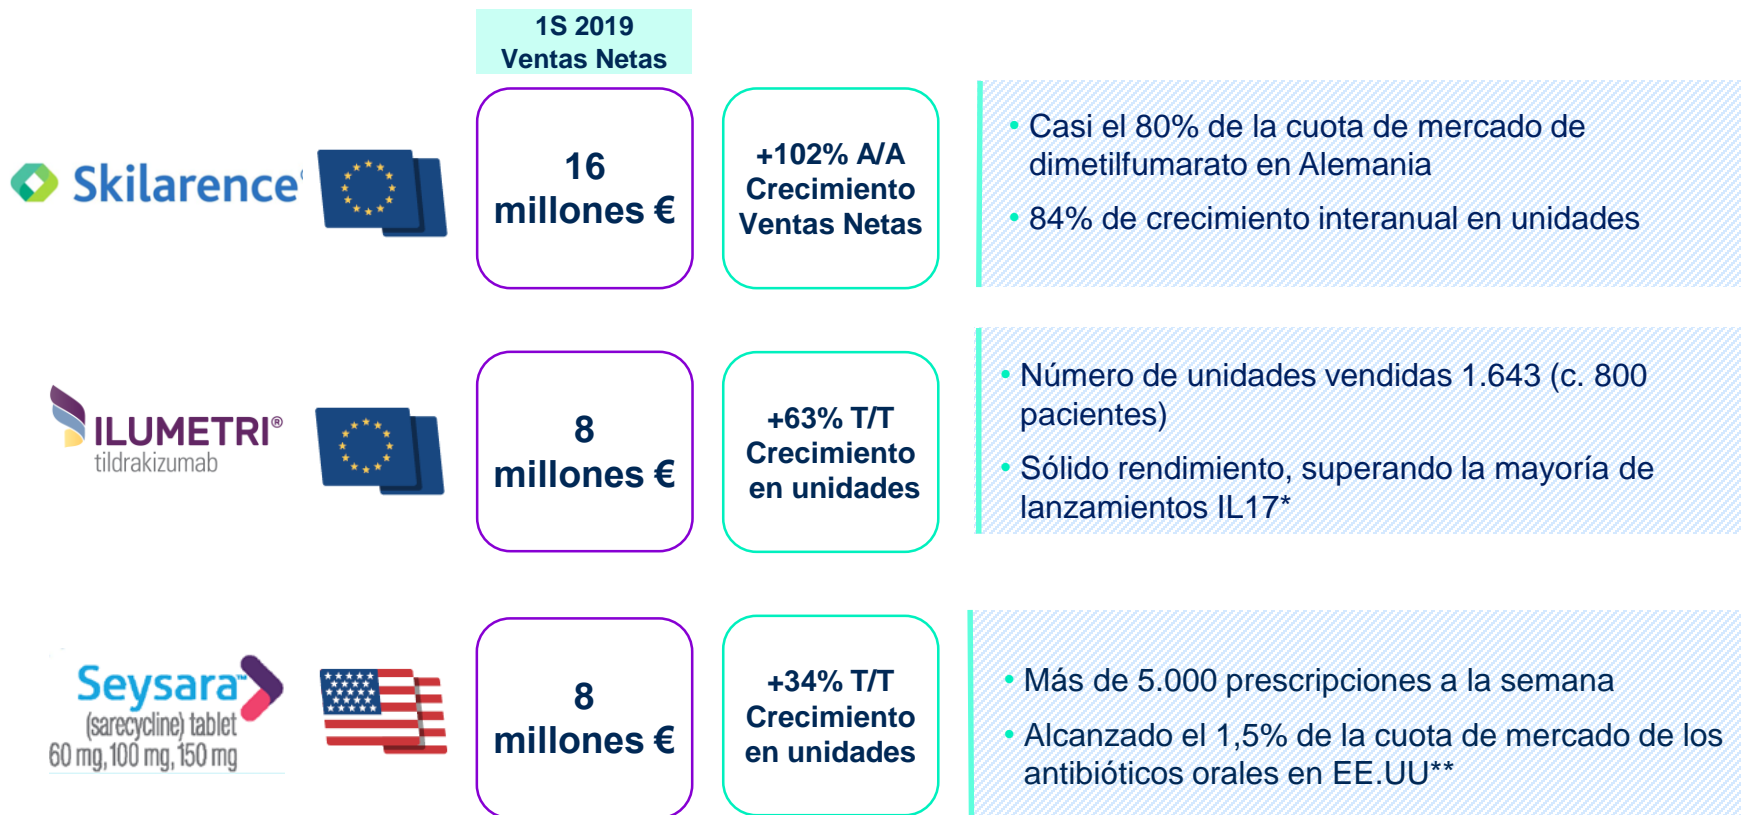 1S 2019
Ventas Netas
Skilarence
16
millones €
+102% A/A
Crecimiento
Ventas Netas
• Casi el 80% de la cuota de mercado de
dimetilfumarato en Alemania
• 84% de crecimiento interanual en unidades
ILUMETRI®
tildrakizumab
8
millones €
+63% T/T
Crecimiento
en unidades
• Número de unidades vendidas 1.643 (c. 800
pacientes)
• Sólido rendimiento, superando la mayoría de
lanzamientos IL17*
Seysara™
(sarecycline) tablet
60 mg, 100 mg, 150 mg
8
millones €
+34% T/T
Crecimiento
en unidades
• Más de 5.000 prescripciones a la semana
• Alcanzado el 1,5% de la cuota de mercado de los
antibióticos orales en EE.UU**